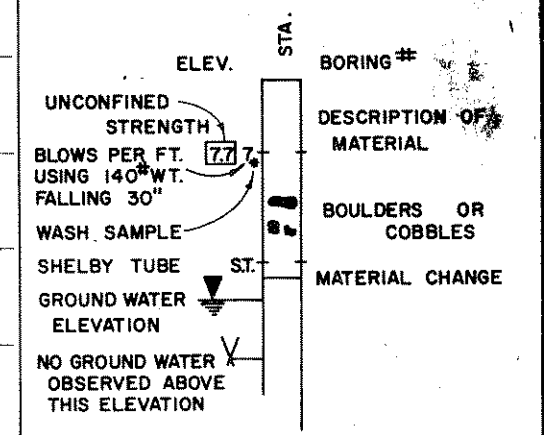 STA.
ELEV.
BORING #
UNCONFINED
STRENGTH
DESCRIPTION OF
MATERIAL
BLOWS PER FT. 7.7 7
USING 140# WT.
FALLING 30"
BOULDERS OR
COBBLES
WASH SAMPLE *
SHELBY TUBE S.T.
MATERIAL CHANGE
GROUND WATER
ELEVATION
NO GROUND WATER
OBSERVED ABOVE
THIS ELEVATION